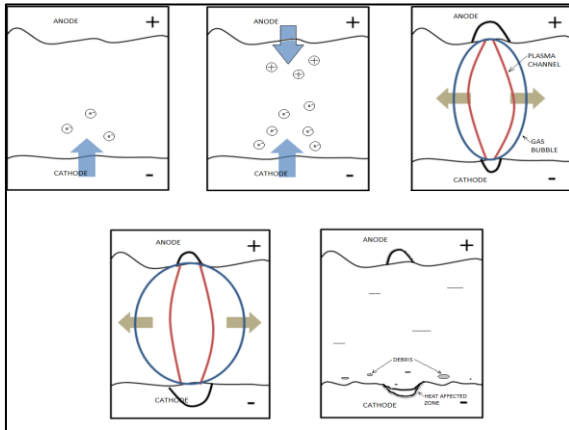 ANODE +
e⁻ e⁻ e⁻
CATHODE -
ANODE +
+ + +
e⁻ e⁻ e⁻ e⁻ e⁻ e⁻
CATHODE -
ANODE +
PLASMA
CHANNEL
GAS
BUBBLE
CATHODE -
ANODE +
CATHODE -
ANODE +
DEBRIS
HEAT AFFECTED
ZONE
CATHODE -